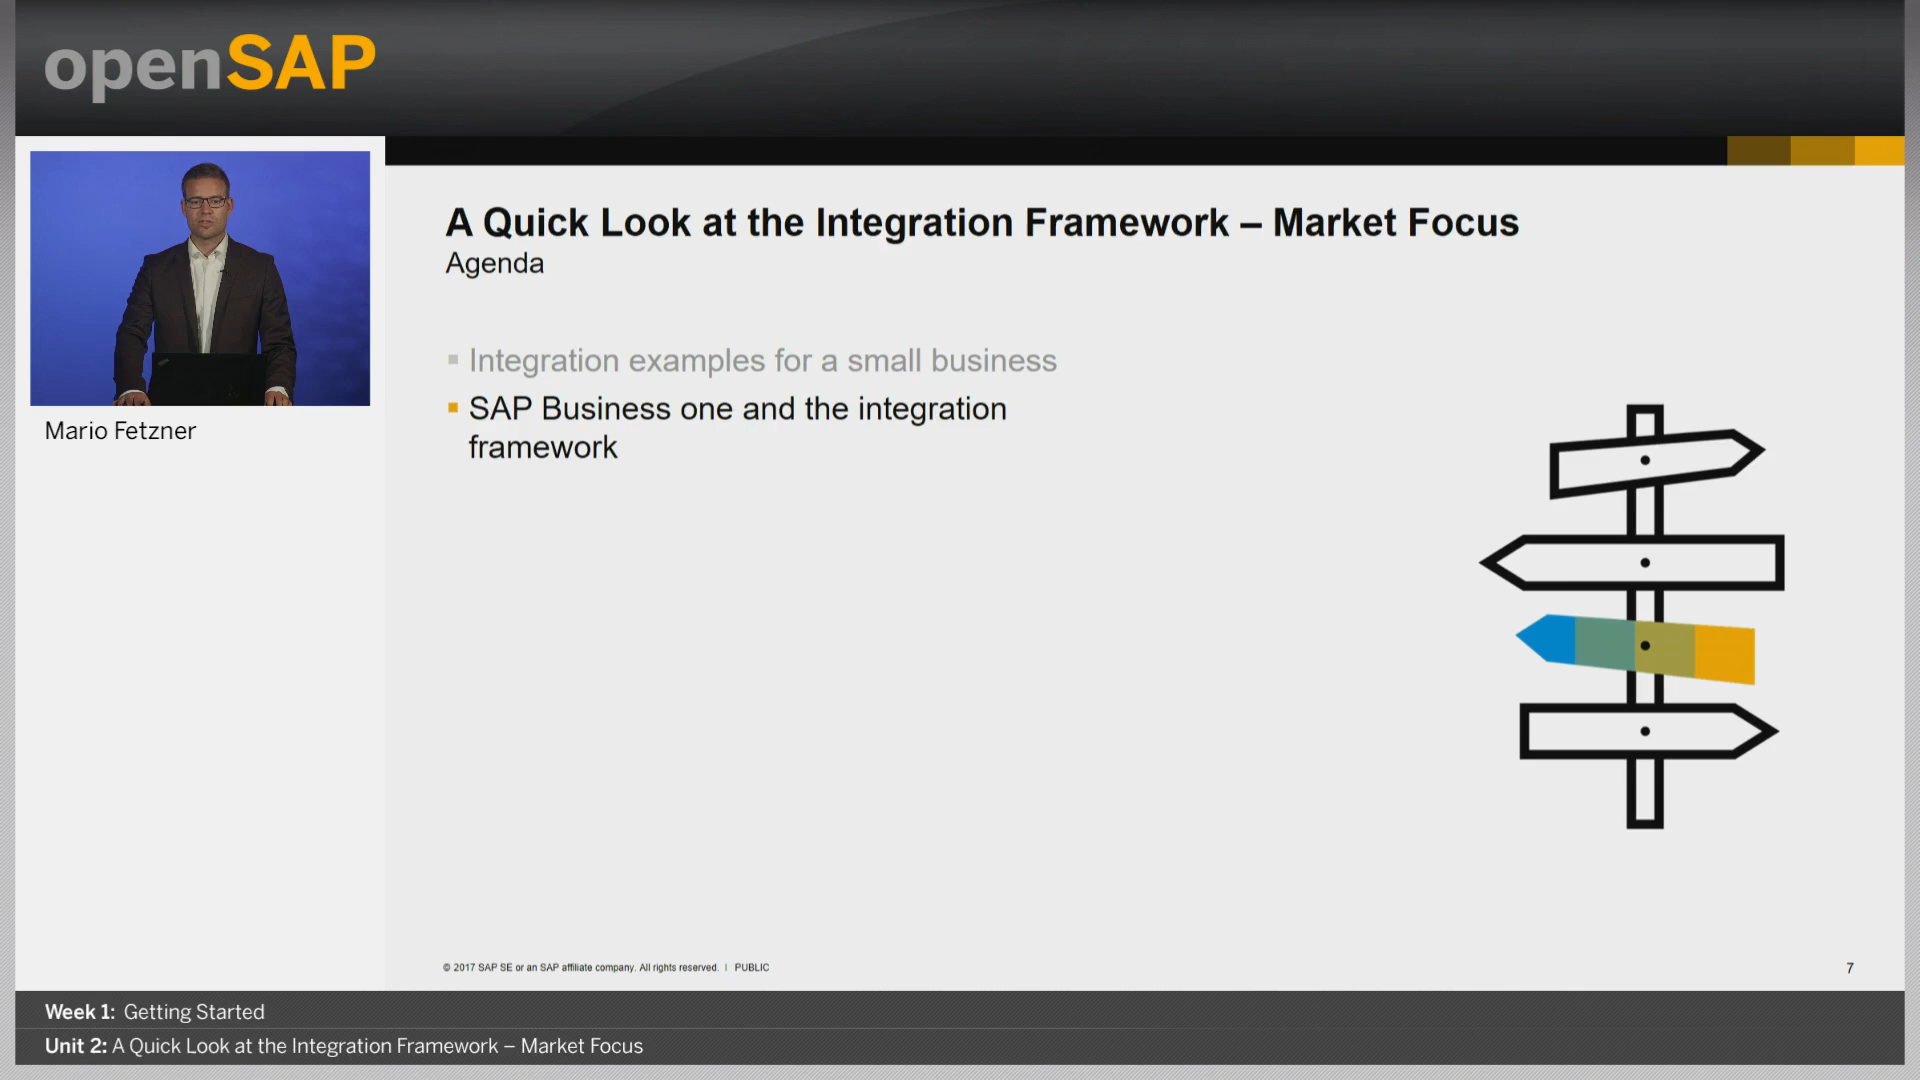 openSAP
Mario Fetzner
A Quick Look at the Integration Framework – Market Focus
Agenda
Integration examples for a small business
SAP Business one and the integration
framework
© 2017 SAP SE or an SAP affiliate company. All rights reserved. | PUBLIC
7
Week 1: Getting Started
Unit 2: A Quick Look at the Integration Framework – Market Focus